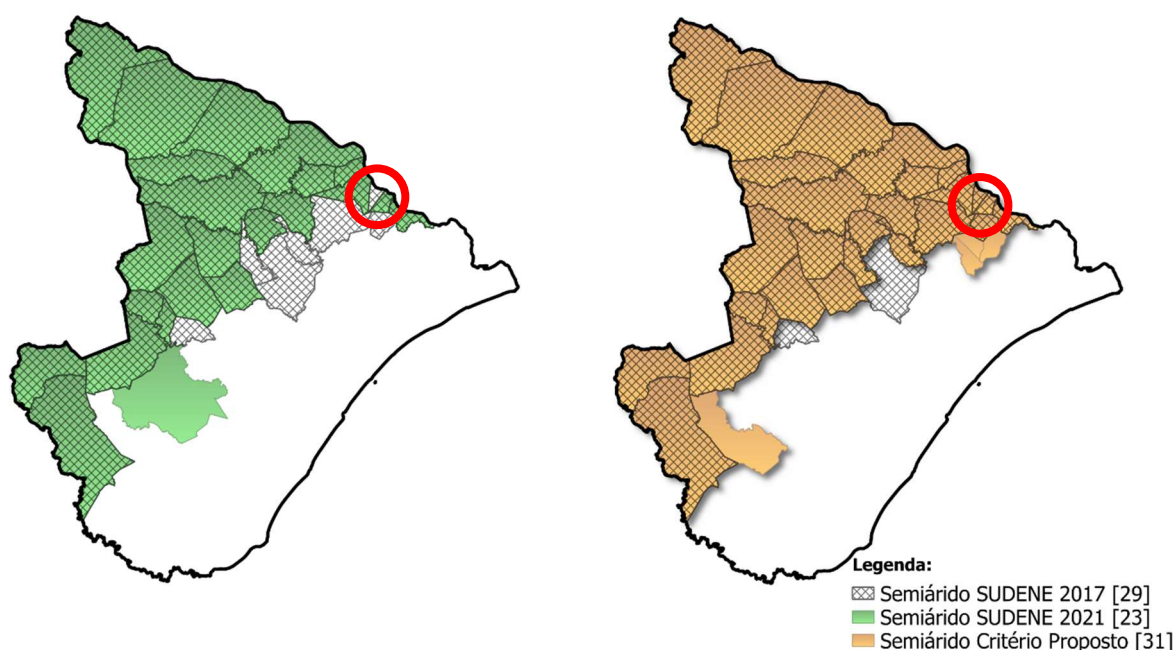 Legenda:
Semiárido SUDENE 2017 [29]
Semiárido SUDENE 2021 [23]
Semiárido Critério Proposto [31]